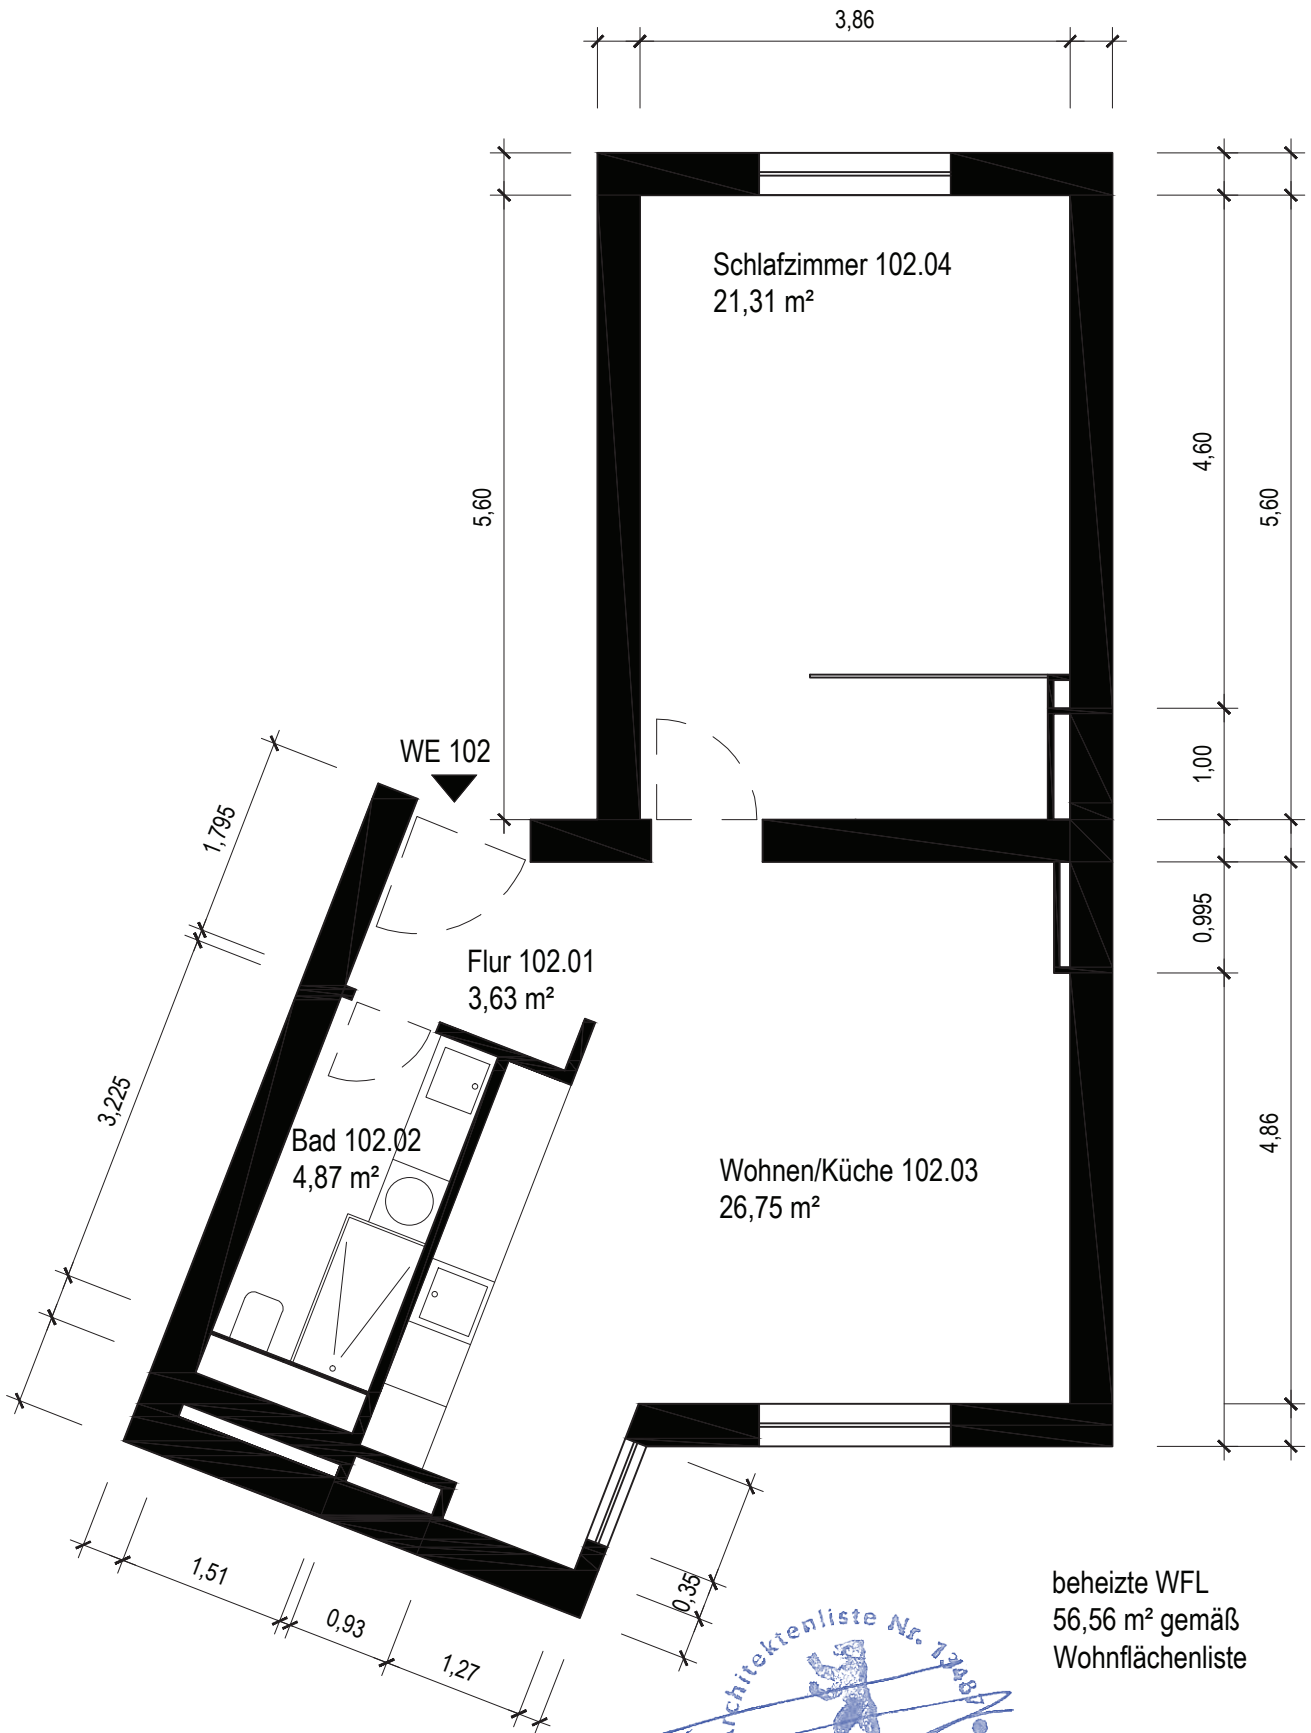 3,86
Schlafzimmer 102.04
21,31 m²
4,60
5,60
5,60
WE 102
1,00
1,795
0,995
Flur 102.01
3,63 m²
3,225
Bad 102.02
4,87 m²
Wohnen/Küche 102.03
26,75 m²
4,86
1,51
0,93
1,27
0,35
beheizte WFL
56,56 m² gemäß
Wohnflächenliste
Architektenliste Nr. 13487